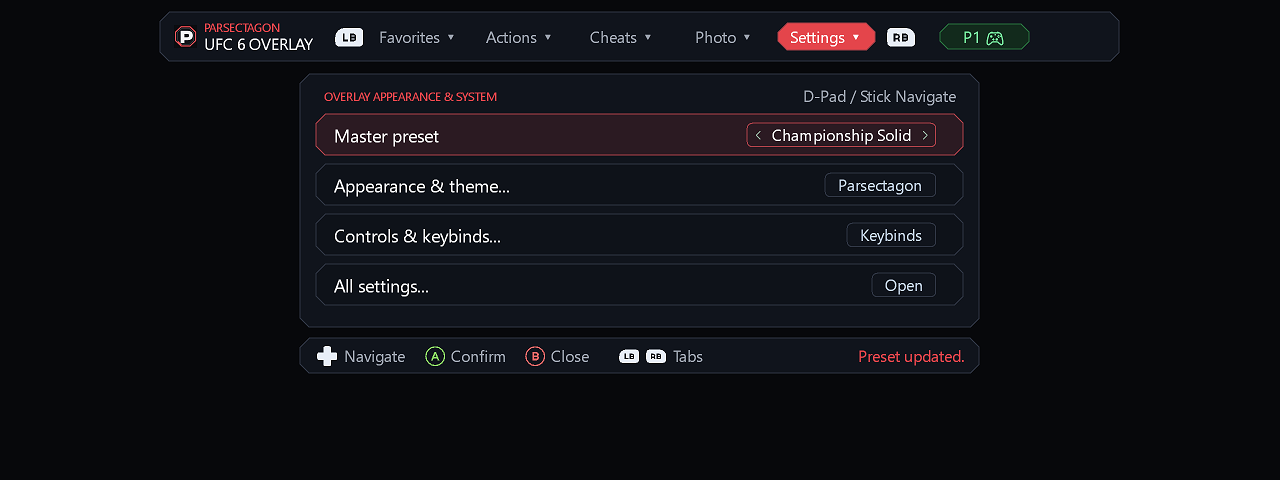 PARSECTAGON
UFC 6 OVERLAY
LB Favorites ▼ Actions ▼ Cheats ▼ Photo ▼ Settings ▼ RB P1
OVERLAY APPEARANCE & SYSTEM D-Pad / Stick Navigate
Master preset < Championship Solid >
Appearance & theme... Parsectagon
Controls & keybinds... Keybinds
All settings... Open
Navigate A Confirm B Close LB RB Tabs Preset updated.